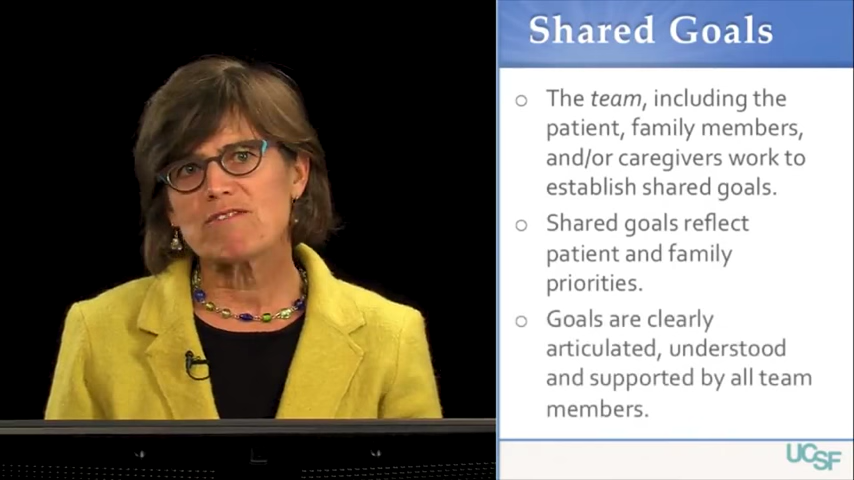 Shared Goals
○ The team, including the
patient, family members,
and/or caregivers work to
establish shared goals.
○ Shared goals reflect
patient and family
priorities.
○ Goals are clearly
articulated, understood
and supported by all team
members.
UCSF